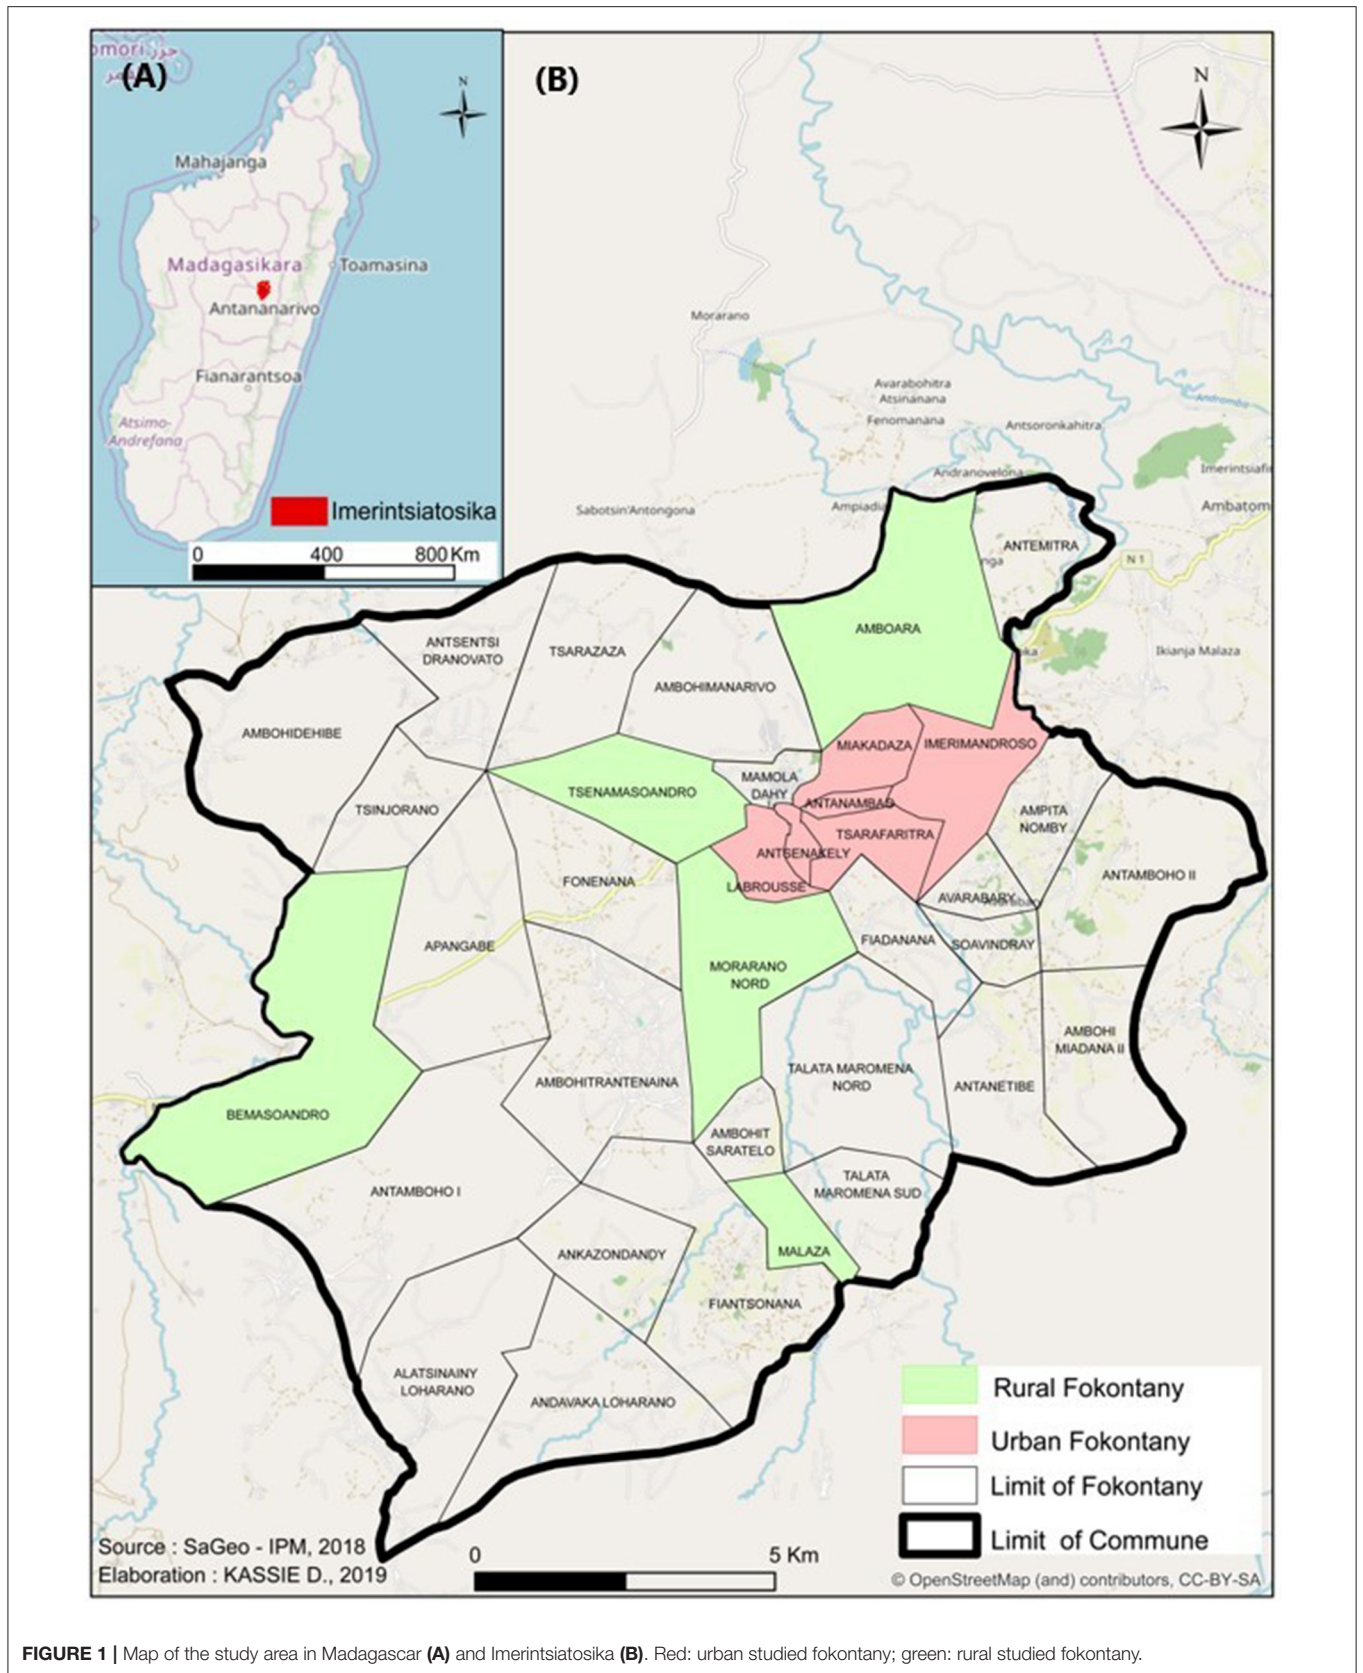 (A)
N
Mahajanga
Madagasikara
Toamasina
Antananarivo
Fianarantsoa
Atsimo-
Andrefana
Imerintsiatosika
0 400 800 Km
(B)
N
Morarano
Avarabohitra
Atsinanana
Fenomanana
Andromba
Antsoronkahitra
Andranovelona
Imerintsiafi
Sabotsin'Antongona
Ampiadia
Ambatom
ANTEMITRA
nga
N 1
AMBOARA
oka
Ikianja Malaza
ANTSENTSI
DRANOVATO
TSARAZAZA
AMBOHIMANARIVO
AMBOHIDEHIBE
MIAKADAZA
IMERIMANDROSO
MAMOLA
DAHY
TSENAMASOANDRO
TSINJORANO
ANTANAMBAO
AMPITA
NOMBY
TSARAFARITRA
ANTSENAKELY
FONENANA
LABROUSSE
ANTAMBOHO II
AVARABARY
APANGABE
FIADANANA
SOAVINDRAY
MORARANO
NORD
AMBOHI
MIADANA II
AMBOHITRANTENAINA
TALATA MAROMENA
NORD
ANTANETIBE
BEMASOANDRO
AMBOHIT
SARATELO
ANTAMBOHO I
TALATA
MAROMENA SUD
ANKAZONDANDY
MALAZA
FIANTSONANA
ALATSINAINY
LOHARANO
ANDAVAKA LOHARANO
Rural Fokontany
Urban Fokontany
Limit of Fokontany
Limit of Commune
Source : SaGeo - IPM, 2018
Elaboration : KASSIE D., 2019
0 5 Km
© OpenStreetMap (and) contributors, CC-BY-SA
FIGURE 1 | Map of the study area in Madagascar (A) and Imerintsiatosika (B). Red: urban studied fokontany; green: rural studied fokontany.